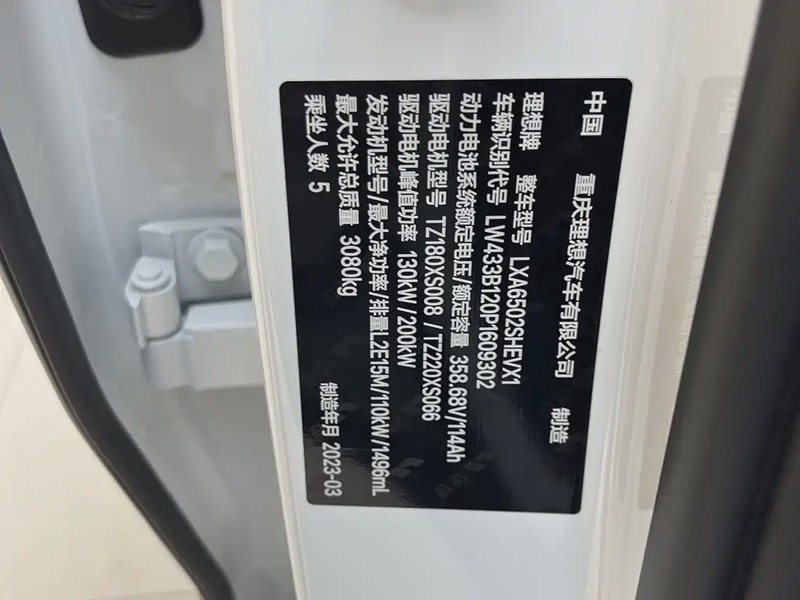 中国 重庆理想汽车有限公司 制造
理想牌 整车型号 LXA6502SHEVX1
车辆识别代号 LW433B120P1609302
动力电池系统额定电压/额定容量 358.68V/114Ah
驱动电机型号 TZ180XS008 / TZ220XS066
驱动电机峰值功率 130kW / 200kW
发动机型号/最大净功率/排量L2E15M/110kW/1496mL
最大允许总质量 3080kg
乘坐人数 5 制造年月 2023-03